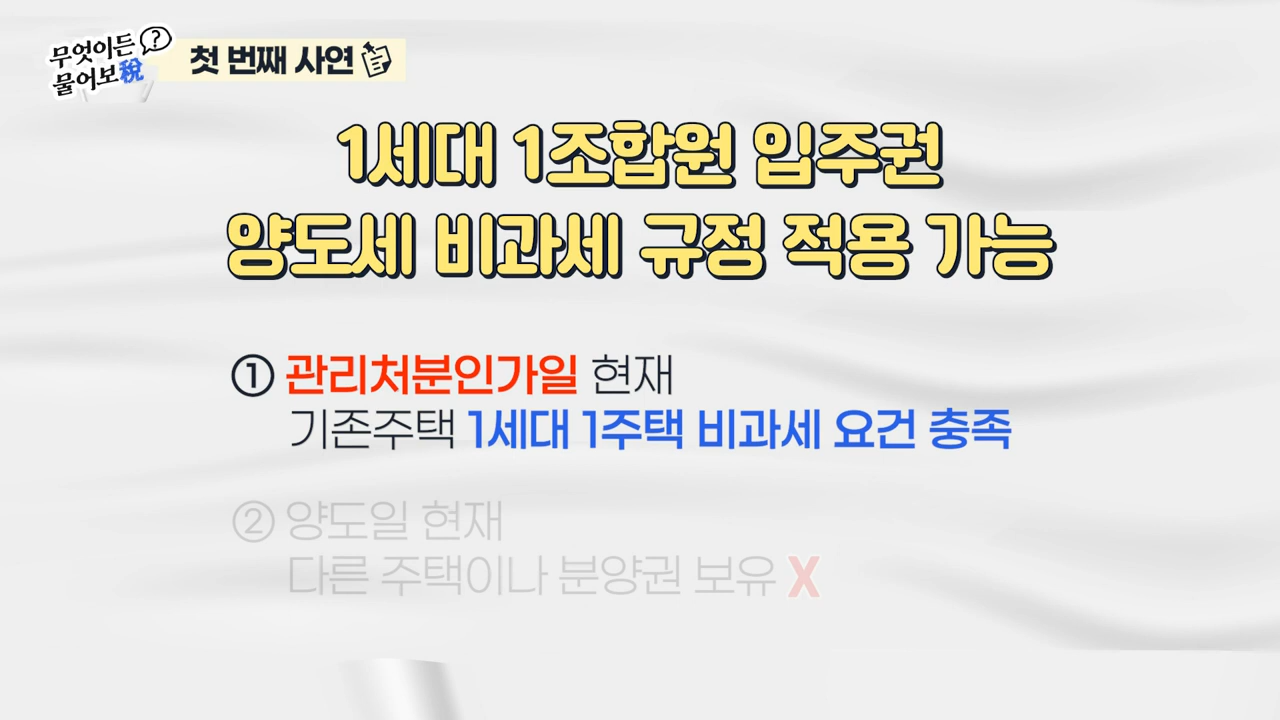 무엇이든 ?
물어보稅
첫 번째 사연
1세대 1조합원 입주권
양도세 비과세 규정 적용 가능
① 관리처분인가일 현재
기존주택 1세대 1주택 비과세 요건 충족
② 양도일 현재
다른 주택이나 분양권 보유 X